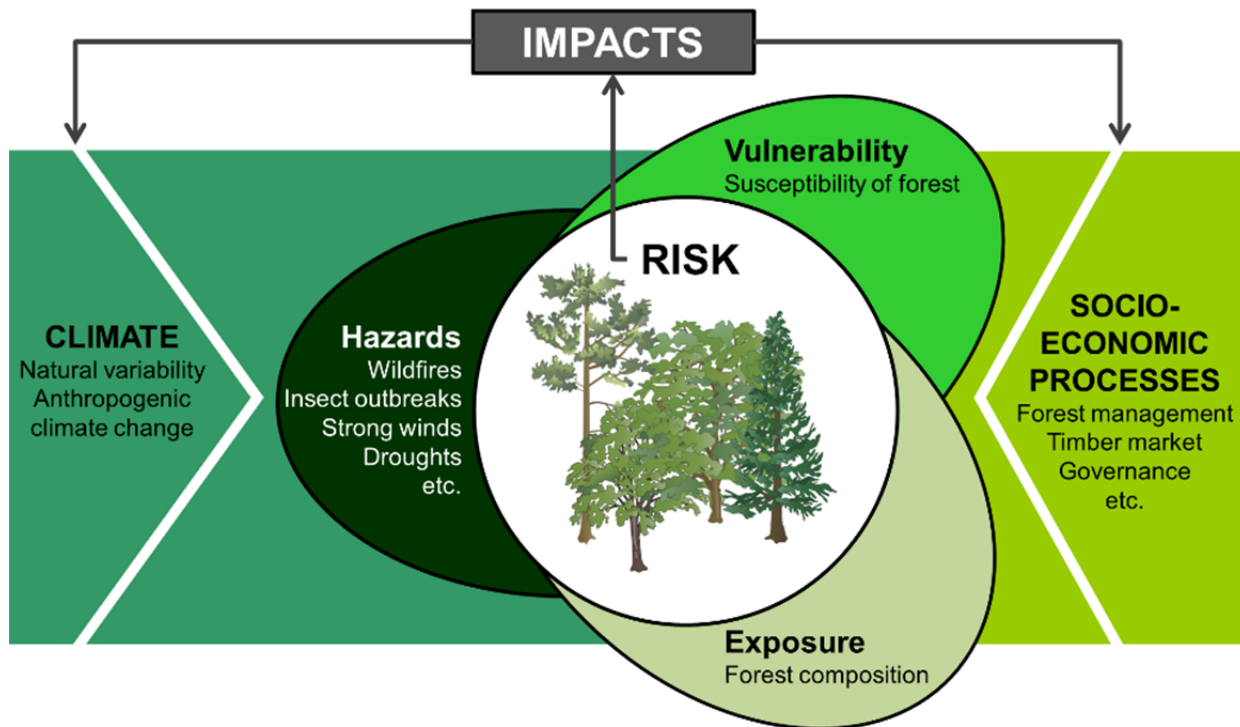 IMPACTS
Vulnerability
Susceptibility of forest
RISK
CLIMATE
Natural variability
Anthropogenic
climate change
Hazards
Wildfires
Insect outbreaks
Strong winds
Droughts
etc.
SOCIO-
ECONOMIC
PROCESSES
Forest management
Timber market
Governance
etc.
Exposure
Forest composition